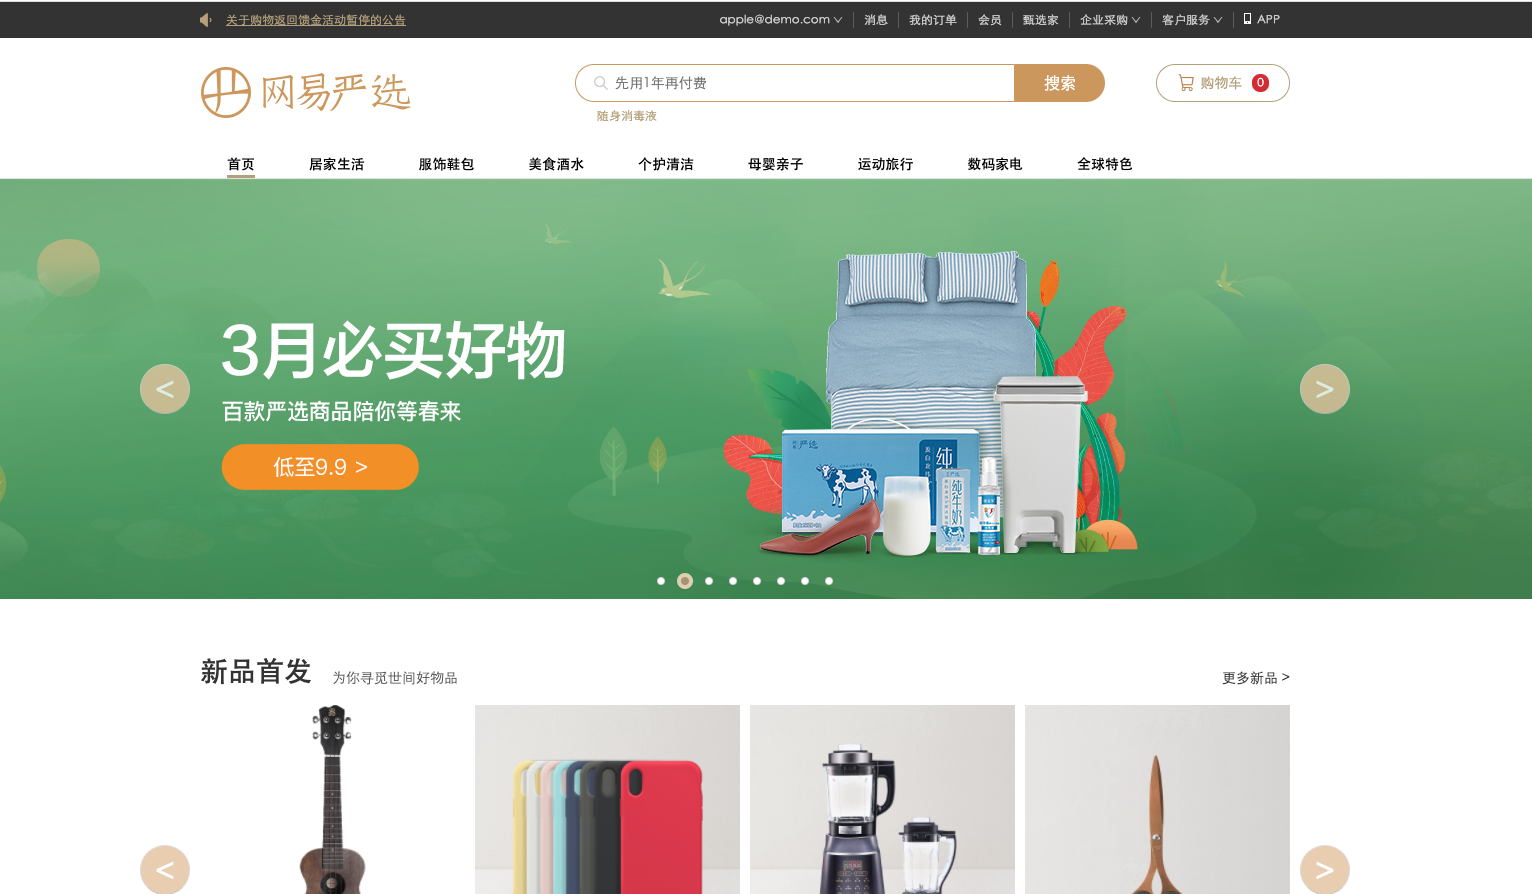 关于购物返回馈金活动暂停的公告
apple@demo.com 消息 我的订单 会员 甄选家 企业采购 客户服务 APP
网易严选
先用1年再付费
搜索
购物车 0
随身消毒液
首页 居家生活 服饰鞋包 美食酒水 个护清洁 母婴亲子 运动旅行 数码家电 全球特色
3月必买好物
百款严选商品陪你等春来
低至9.9 >
<
>
严选
纯
纯牛奶
新品首发 为你寻觅世间好物品 更多新品 >
<
>